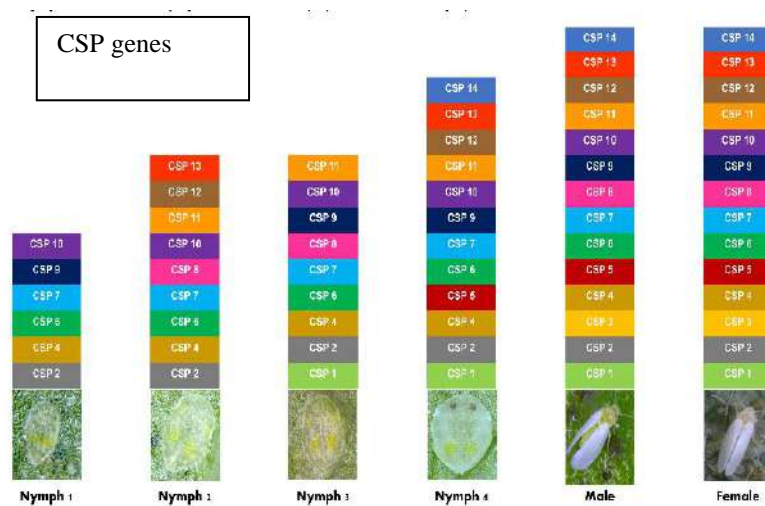 CSP genes
CSP 10
CSP 9
CSP 7
CSP 6
CSP 4
CSP 2
Nymph 1
CSP 13
CSP 12
CSP 11
CSP 10
CSP 8
CSP 7
CSP 6
CSP 4
CSP 2
Nymph 2
CSP 11
CSP 10
CSP 9
CSP 8
CSP 7
CSP 6
CSP 4
CSP 2
CSP 1
Nymph 3
CSP 14
CSP 13
CSP 12
CSP 11
CSP 10
CSP 9
CSP 7
CSP 6
CSP 5
CSP 4
CSP 2
CSP 1
Nymph 4
CSP 14
CSP 13
CSP 12
CSP 11
CSP 10
CSP 9
CSP 8
CSP 7
CSP 6
CSP 5
CSP 4
CSP 3
CSP 2
CSP 1
Male
CSP 14
CSP 13
CSP 12
CSP 11
CSP 10
CSP 9
CSP 8
CSP 7
CSP 6
CSP 5
CSP 4
CSP 3
CSP 2
CSP 1
Female